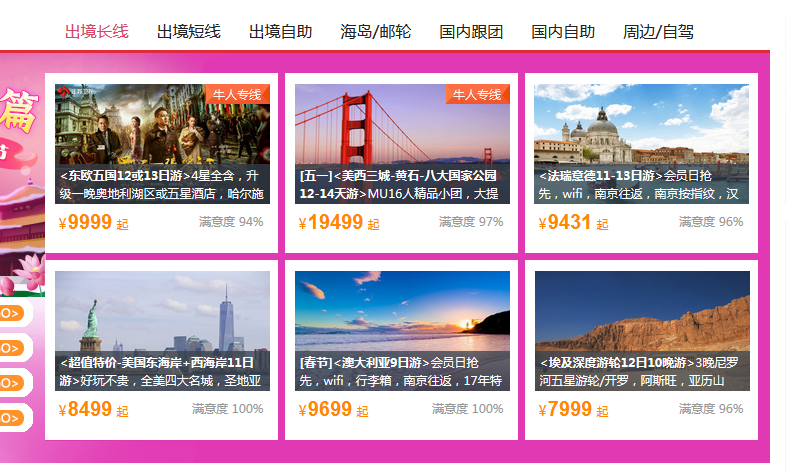 出境长线 出境短线 出境自助 海岛/邮轮 国内跟团 国内自助 周边/自驾
篇
节
牛人专线
<东欧五国12或13日游>4星全含，升
级一晚奥地利湖区或五星酒店，哈尔施
¥9999 起 满意度 94%
牛人专线
[五一]<美西三城-黄石-八大国家公园
12-14天游>MU16人精品小团，大提
¥19499 起 满意度 97%
<法瑞意德11-13日游>会员日抢
先，wifi，南京往返，南京按指纹，汉
¥9431 起 满意度 96%
<超值特价-美国东海岸+西海岸11日
游>好玩不贵，全美四大名城，圣地亚
¥8499 起 满意度 100%
[春节]<澳大利亚9日游>会员日抢
先，wifi，行李箱，南京往返，17年特
¥9699 起 满意度 100%
<埃及深度游轮12日10晚游>3晚尼罗
河五星游轮/开罗，阿斯旺，亚历山
¥7999 起 满意度 96%
O>
O>
O>
O>